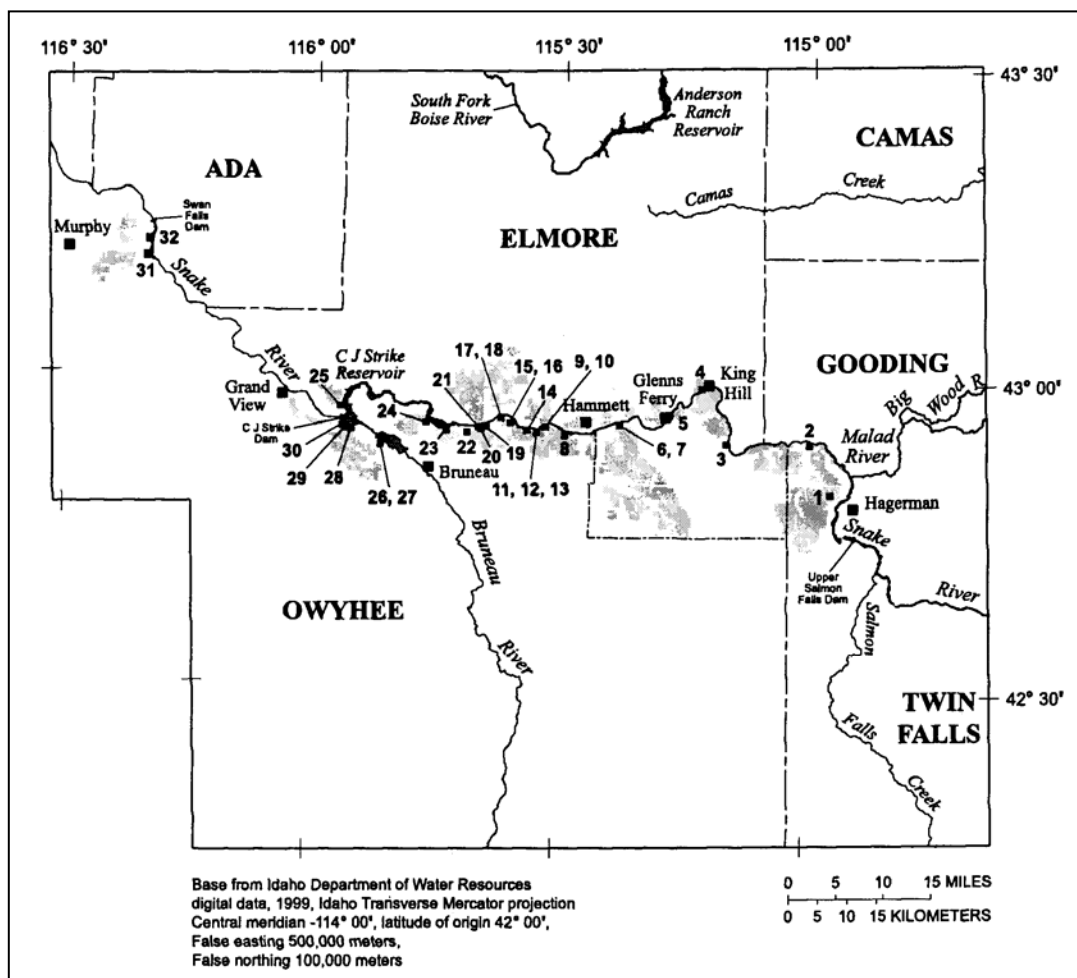 116° 30'
116° 00'
115° 30'
115° 00'
43° 30'
South Fork
Boise River
Anderson
Ranch
Reservoir
CAMAS
ADA
Camas
Creek
Swan
Falls
Dam
Murphy
32
31
ELMORE
Snake
River
17, 18
15, 16
9, 10
C J Strike
Reservoir
21
14
4
King
Hill
GOODING
43° 00'
25
Grand
View
Hammett
Glenns
Ferry
Big
Wood R
24
5
C J Strike
Dam
2
Malad
River
30
23
22
20
19
8
6, 7
3
29
28
Bruneau
11, 12, 13
26, 27
1
Hagerman
Snake
River
Bruneau
River
Upper
Salmon
Falls Dam
OWYHEE
Salmon
Falls
Creek
TWIN
FALLS
42° 30'
Base from Idaho Department of Water Resources
digital data, 1999, Idaho Transverse Mercator projection
Central meridian -114° 00', latitude of origin 42° 00',
False easting 500,000 meters,
False northing 100,000 meters
0 5 10 15 MILES
0 5 10 15 KILOMETERS